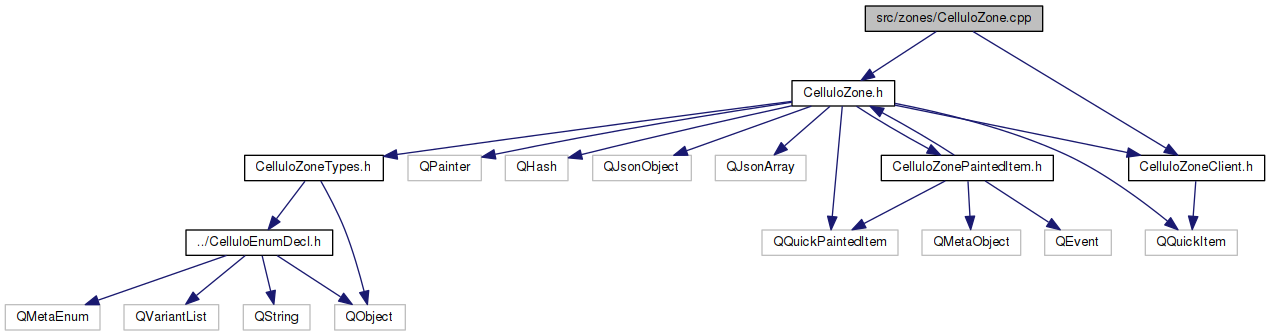 src/zones/CelluloZone.cpp
CelluloZone.h
CelluloZoneTypes.h
QPainter
QHash
QJsonObject
QJsonArray
CelluloZonePaintedItem.h
CelluloZoneClient.h
../CelluloEnumDecl.h
QQuickPaintedItem
QMetaObject
QEvent
QQuickItem
QMetaEnum
QVariantList
QString
QObject